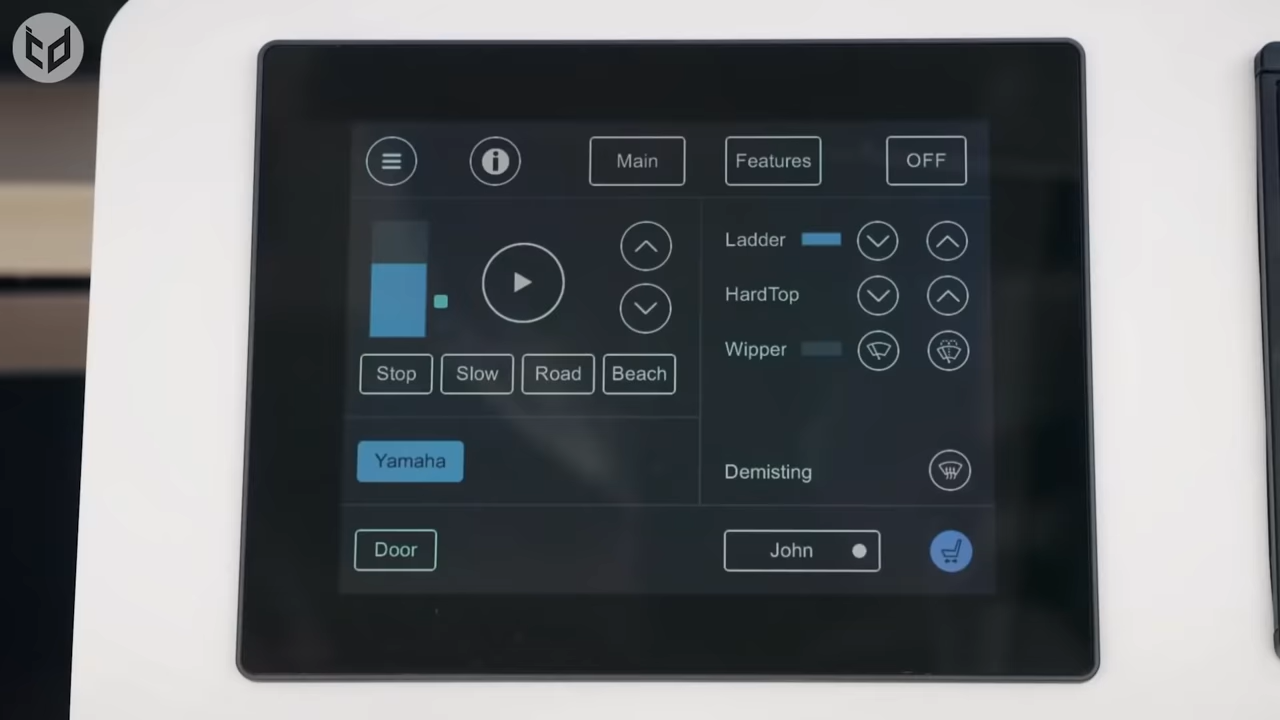 Main Features OFF
Ladder
HardTop
Wipper
Stop Slow Road Beach
Yamaha
Demisting
Door John